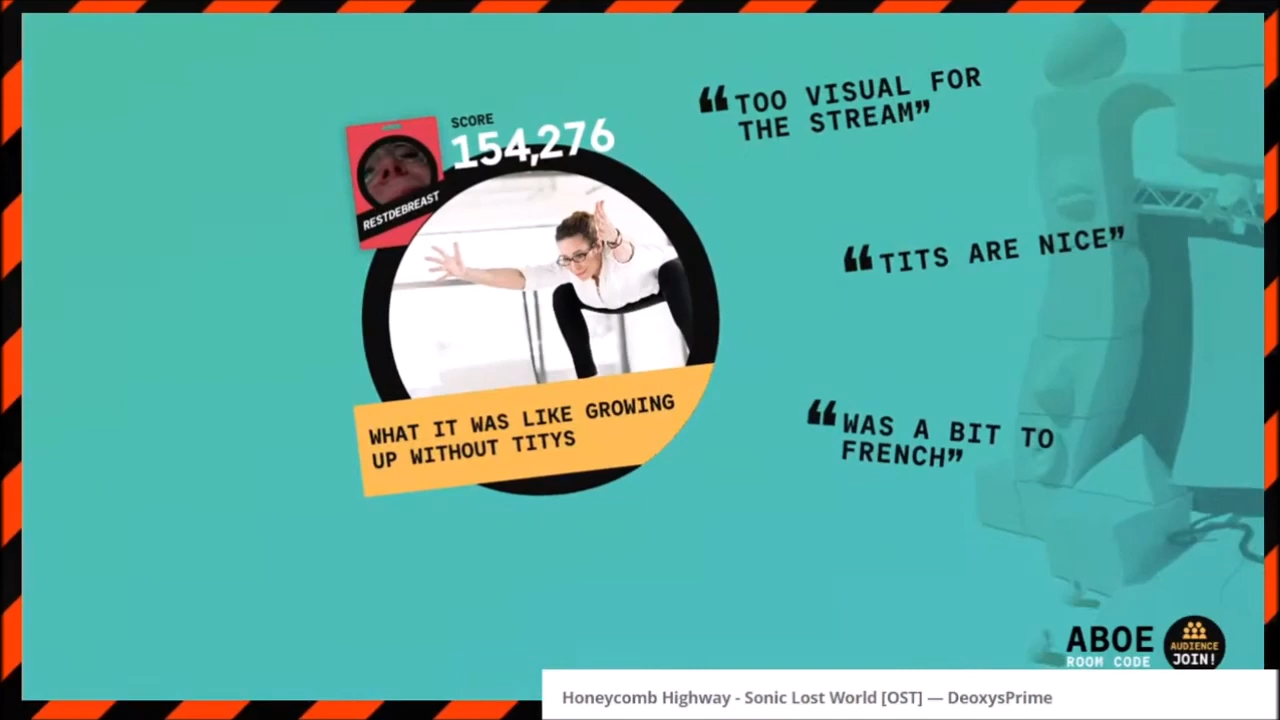 SCORE
154,276
RESTDEBREAST
WHAT IT WAS LIKE GROWING
UP WITHOUT TITYS
“TOO VISUAL FOR
THE STREAM”
“TITS ARE NICE”
“WAS A BIT TO
FRENCH”
ABOE
ROOM CODE
AUDIENCE
JOIN!
Honeycomb Highway - Sonic Lost World [OST] — DeoxysPrime